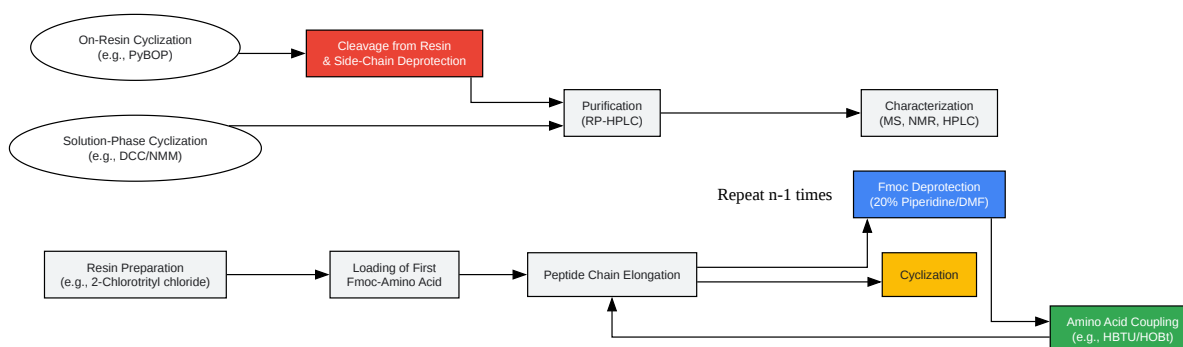 On-Resin Cyclization
(e.g., PyBOP)
Cleavage from Resin
& Side-Chain Deprotection
Purification
(RP-HPLC)
Characterization
(MS, NMR, HPLC)
Solution-Phase Cyclization
(e.g., DCC/NMM)
Repeat n-1 times
Fmoc Deprotection
(20% Piperidine/DMF)
Resin Preparation
(e.g., 2-Chlorotrityl chloride)
Loading of First
Fmoc-Amino Acid
Peptide Chain Elongation
Cyclization
Amino Acid Coupling
(e.g., HBTU/HOBt)